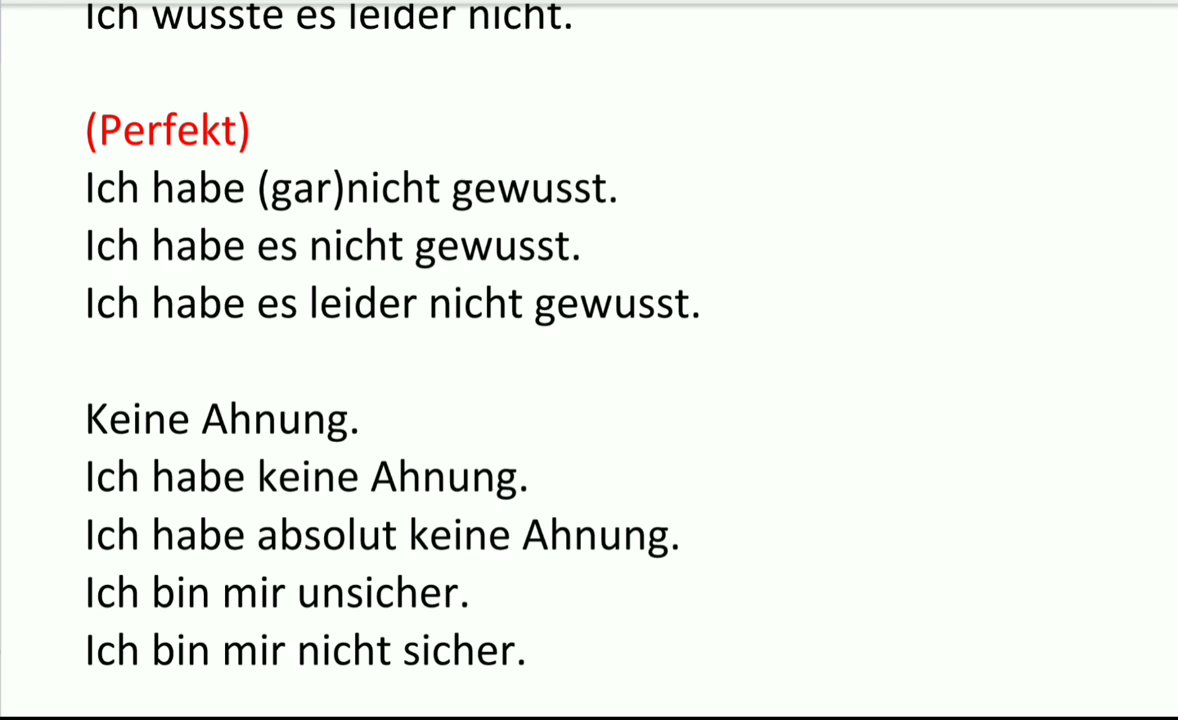 Ich wusste es leider nicht.
(Perfekt)
Ich habe (gar)nicht gewusst.
Ich habe es nicht gewusst.
Ich habe es leider nicht gewusst.
Keine Ahnung.
Ich habe keine Ahnung.
Ich habe absolut keine Ahnung.
Ich bin mir unsicher.
Ich bin mir nicht sicher.